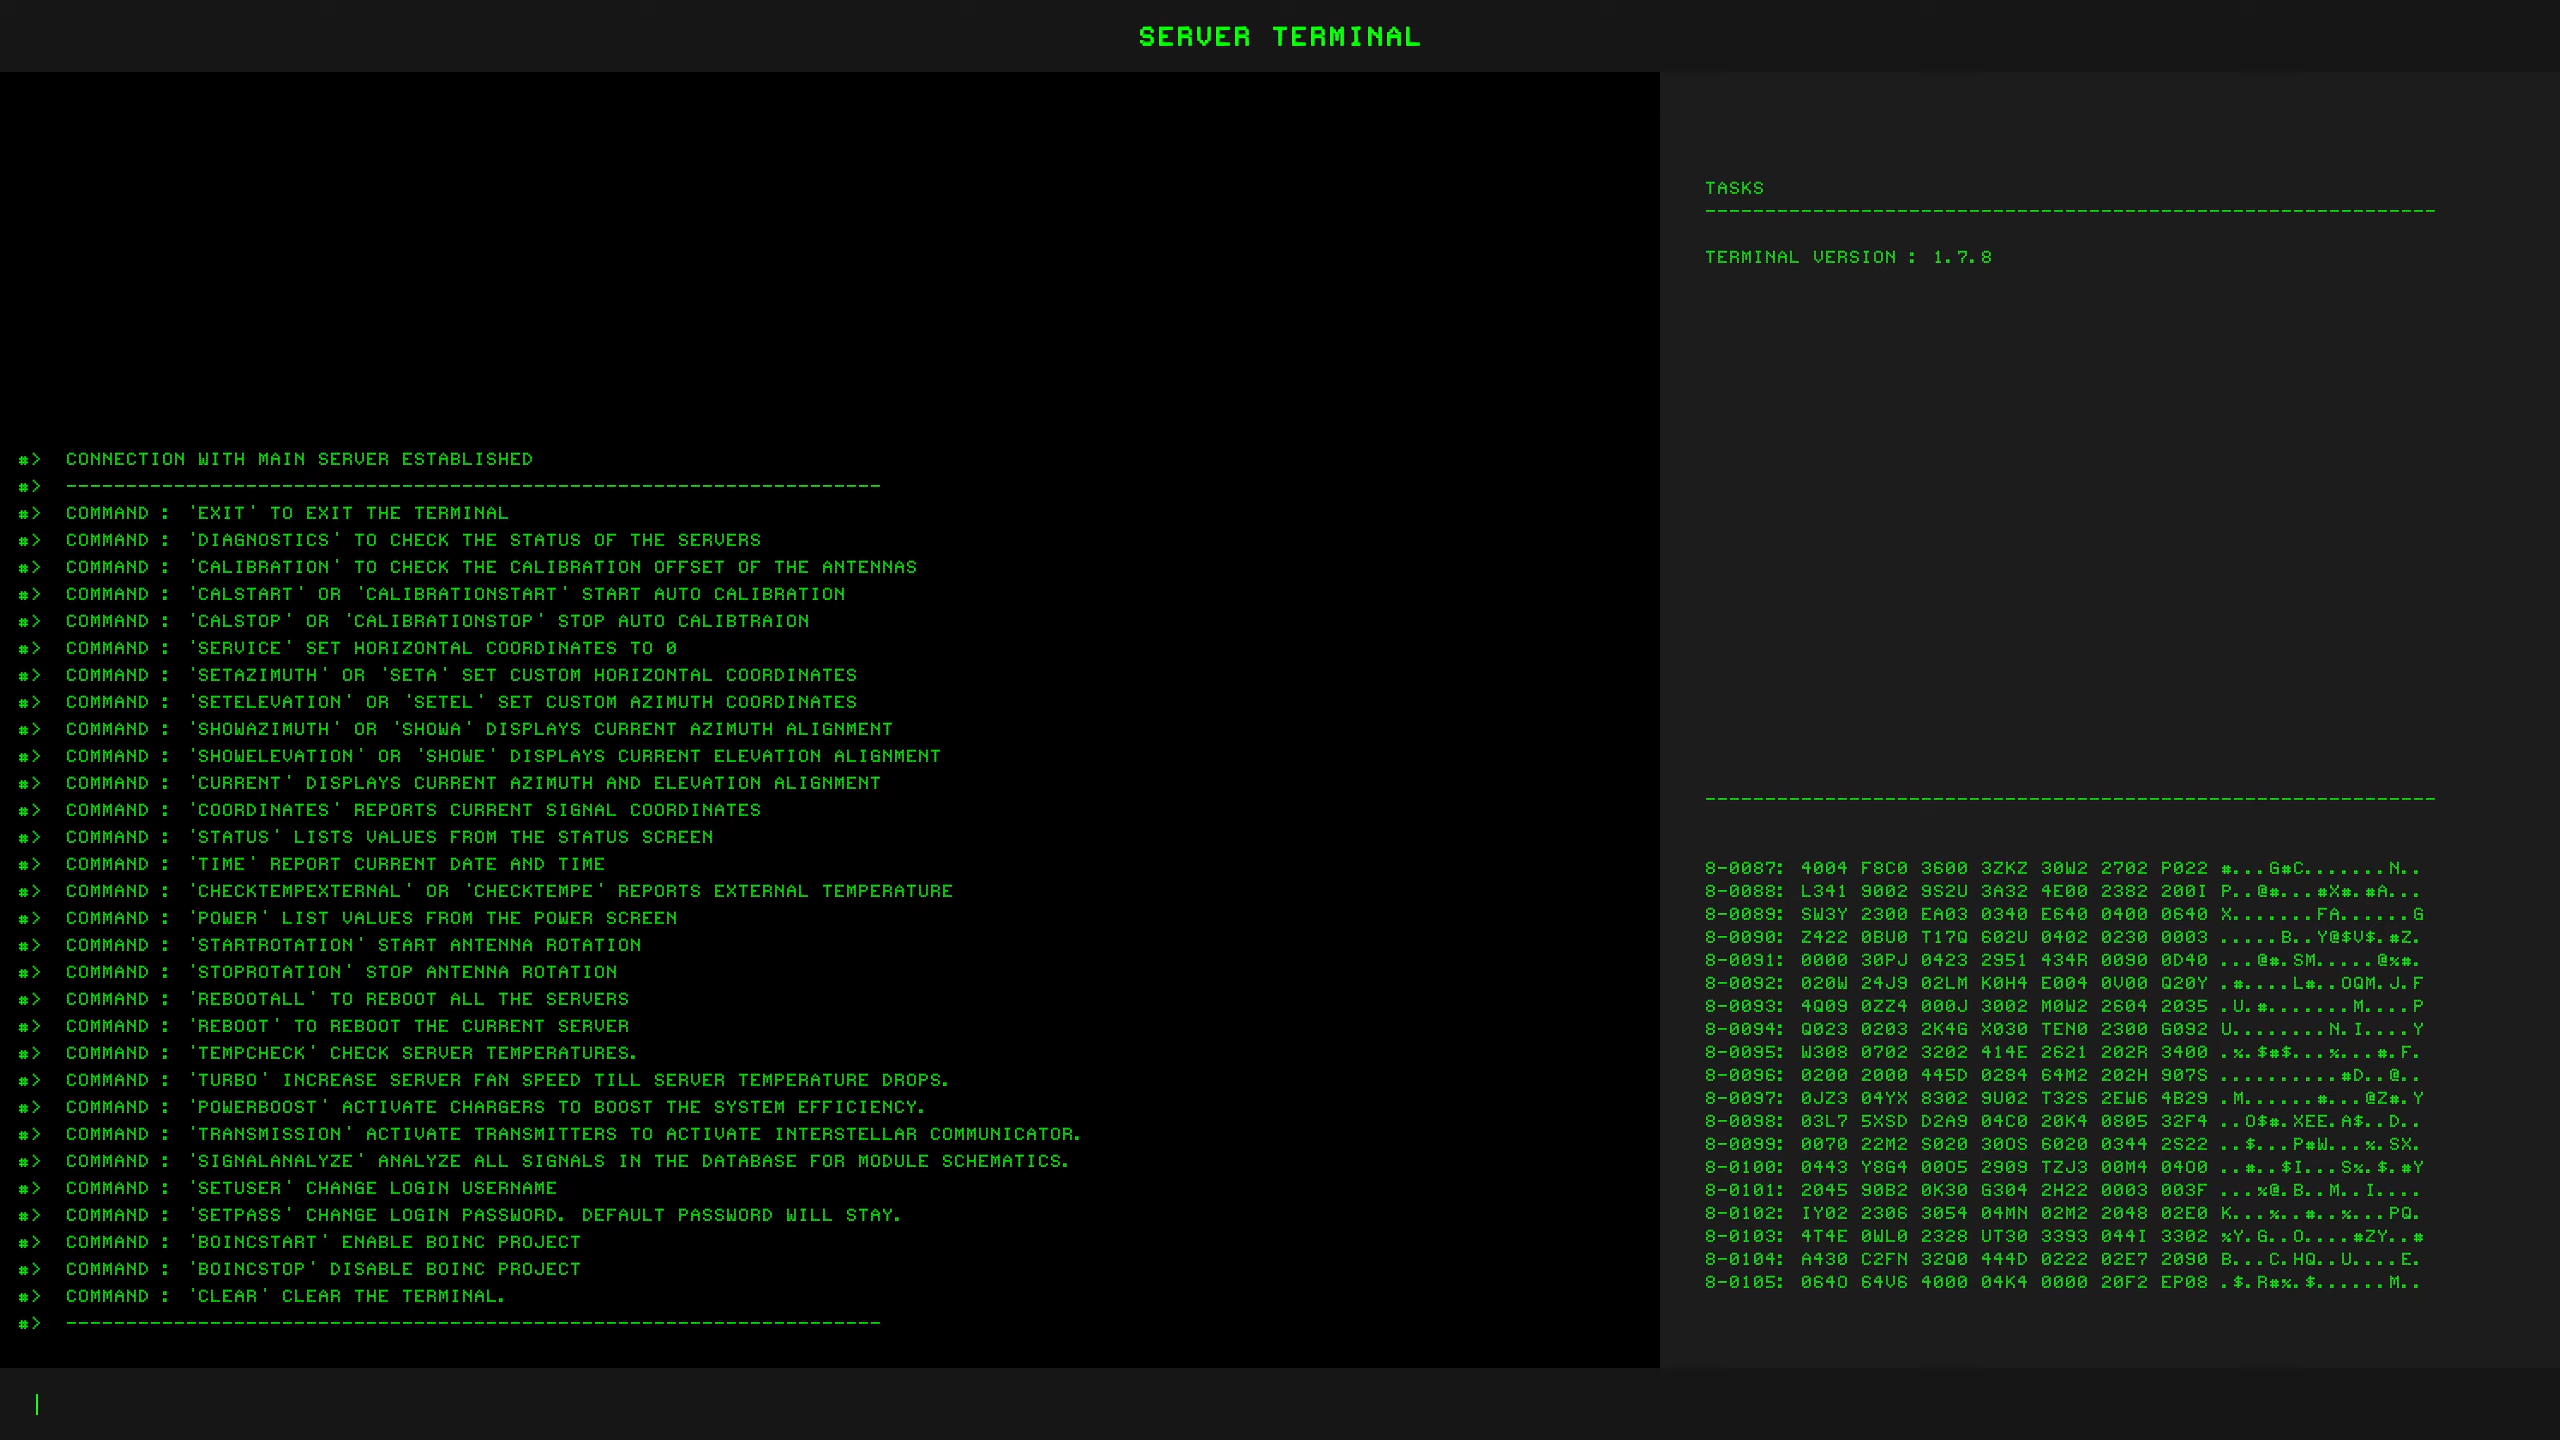 SERVER TERMINAL
#> CONNECTION WITH MAIN SERVER ESTABLISHED
#> --------------------------------------------------------------------
#> COMMAND : 'EXIT' TO EXIT THE TERMINAL
#> COMMAND : 'DIAGNOSTICS' TO CHECK THE STATUS OF THE SERVERS
#> COMMAND : 'CALIBRATION' TO CHECK THE CALIBRATION OFFSET OF THE ANTENNAS
#> COMMAND : 'CALSTART' OR 'CALIBRATIONSTART' START AUTO CALIBRATION
#> COMMAND : 'CALSTOP' OR 'CALIBRATIONSTOP' STOP AUTO CALIBTRAION
#> COMMAND : 'SERVICE' SET HORIZONTAL COORDINATES TO 0
#> COMMAND : 'SETAZIMUTH' OR 'SETA' SET CUSTOM HORIZONTAL COORDINATES
#> COMMAND : 'SETELEVATION' OR 'SETEL' SET CUSTOM AZIMUTH COORDINATES
#> COMMAND : 'SHOWAZIMUTH' OR 'SHOWA' DISPLAYS CURRENT AZIMUTH ALIGNMENT
#> COMMAND : 'SHOWELEVATION' OR 'SHOWE' DISPLAYS CURRENT ELEVATION ALIGNMENT
#> COMMAND : 'CURRENT' DISPLAYS CURRENT AZIMUTH AND ELEVATION ALIGNMENT
#> COMMAND : 'COORDINATES' REPORTS CURRENT SIGNAL COORDINATES
#> COMMAND : 'STATUS' LISTS VALUES FROM THE STATUS SCREEN
#> COMMAND : 'TIME' REPORT CURRENT DATE AND TIME
#> COMMAND : 'CHECKTEMPEXTERNAL' OR 'CHECKTEMPE' REPORTS EXTERNAL TEMPERATURE
#> COMMAND : 'POWER' LIST VALUES FROM THE POWER SCREEN
#> COMMAND : 'STARTROTATION' START ANTENNA ROTATION
#> COMMAND : 'STOPROTATION' STOP ANTENNA ROTATION
#> COMMAND : 'REBOOTALL' TO REBOOT ALL THE SERVERS
#> COMMAND : 'REBOOT' TO REBOOT THE CURRENT SERVER
#> COMMAND : 'TEMPCHECK' CHECK SERVER TEMPERATURES.
#> COMMAND : 'TURBO' INCREASE SERVER FAN SPEED TILL SERVER TEMPERATURE DROPS.
#> COMMAND : 'POWERBOOST' ACTIVATE CHARGERS TO BOOST THE SYSTEM EFFICIENCY.
#> COMMAND : 'TRANSMISSION' ACTIVATE TRANSMITTERS TO ACTIVATE INTERSTELLAR COMMUNICATOR.
#> COMMAND : 'SIGNALANALYZE' ANALYZE ALL SIGNALS IN THE DATABASE FOR MODULE SCHEMATICS.
#> COMMAND : 'SETUSER' CHANGE LOGIN USERNAME
#> COMMAND : 'SETPASS' CHANGE LOGIN PASSWORD. DEFAULT PASSWORD WILL STAY.
#> COMMAND : 'BOINCSTART' ENABLE BOINC PROJECT
#> COMMAND : 'BOINCSTOP' DISABLE BOINC PROJECT
#> COMMAND : 'CLEAR' CLEAR THE TERMINAL.
#> --------------------------------------------------------------------
TASKS
-------------------------------------------------------------
TERMINAL VERSION : 1.7.8
-------------------------------------------------------------
8-0087: 4004 F8C0 3600 3ZKZ 30W2 2702 P022 #...G#C.......N..
8-0088: L341 9002 9S2U 3A32 4E00 2382 200I P..@#...#X#.#A...
8-0089: SW3Y 2300 EA03 0340 E640 0400 0640 X.......FA......G
8-0090: Z422 0BU0 T17Q 602U 0402 0230 0003 .....B..Y@$V$.#Z.
8-0091: 0000 30PJ 0423 2951 434R 0090 0D40 ...@#.SM.....@%#.
8-0092: 020W 24J9 02LM K0H4 E004 0V00 Q20Y .#....L#..OQM.J.F
8-0093: 4Q09 0ZZ4 000J 3002 M0W2 2604 2035 .U.#.......M....P
8-0094: Q023 0203 2K4G X030 TEN0 2300 G092 U........N.I....Y
8-0095: W308 0702 3202 414E 2621 202R 3400 .%.$#$...%...#.F.
8-0096: 0200 2000 445D 0284 64M2 202H 907S ..........#D..@..
8-0097: 0JZ3 04YX 8302 9U02 T32S 2EW6 4B29 .M......#...@Z#.Y
8-0098: 03L7 5XSD D2A9 04C0 20K4 0805 32F4 ..O$#.XEE.A$..D..
8-0099: 0070 22M2 S020 30OS 6020 0344 2S22 ..$...P#W...%.SX.
8-0100: 0443 Y8G4 00O5 2909 TZJ3 00M4 04O0 ..#..$I...S%.$.#Y
8-0101: 2045 90B2 0K30 G304 2H22 0003 003F ...%@.B..M..I....
8-0102: IY02 2306 3054 04MN 02M2 2048 02E0 K...%..#..%...PQ.
8-0103: 4T4E 0WL0 2328 UT30 3393 044I 3302 %Y.G..O....#ZY..#
8-0104: A430 C2FN 32Q0 444D 0222 02E7 2090 B...C.HQ..U....E.
8-0105: 064O 64V6 4000 04K4 0000 20F2 EP08 .$.R#%.$......M..